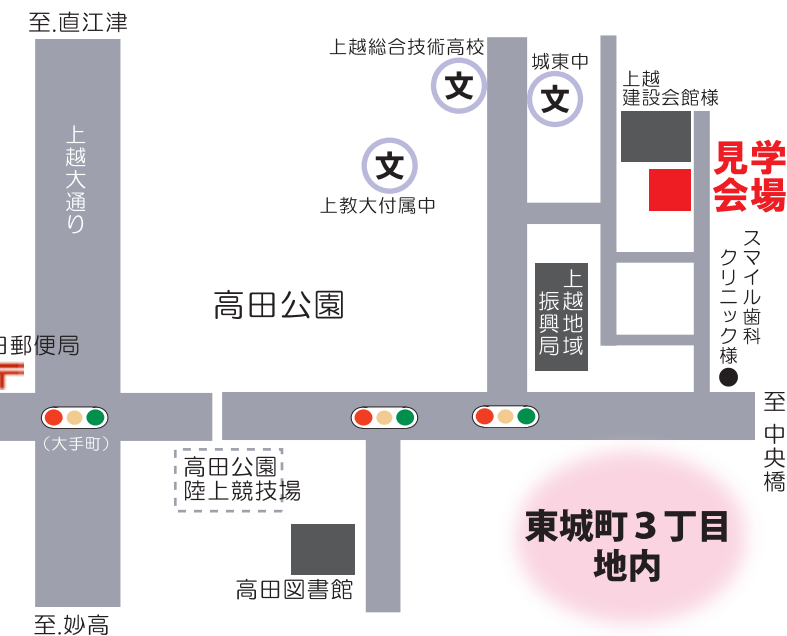 至.直江津
上越総合技術高校
城東中
文
文
文
上越
建設会館様
上越大通り
見学
会場
上教大付属中
スマイル歯科
クリニック様
高田公園
上越地域
振興局
田郵便局
(大手町)
至 中央橋
高田公園
陸上競技場
東城町3丁目
地内
高田図書館
至.妙高